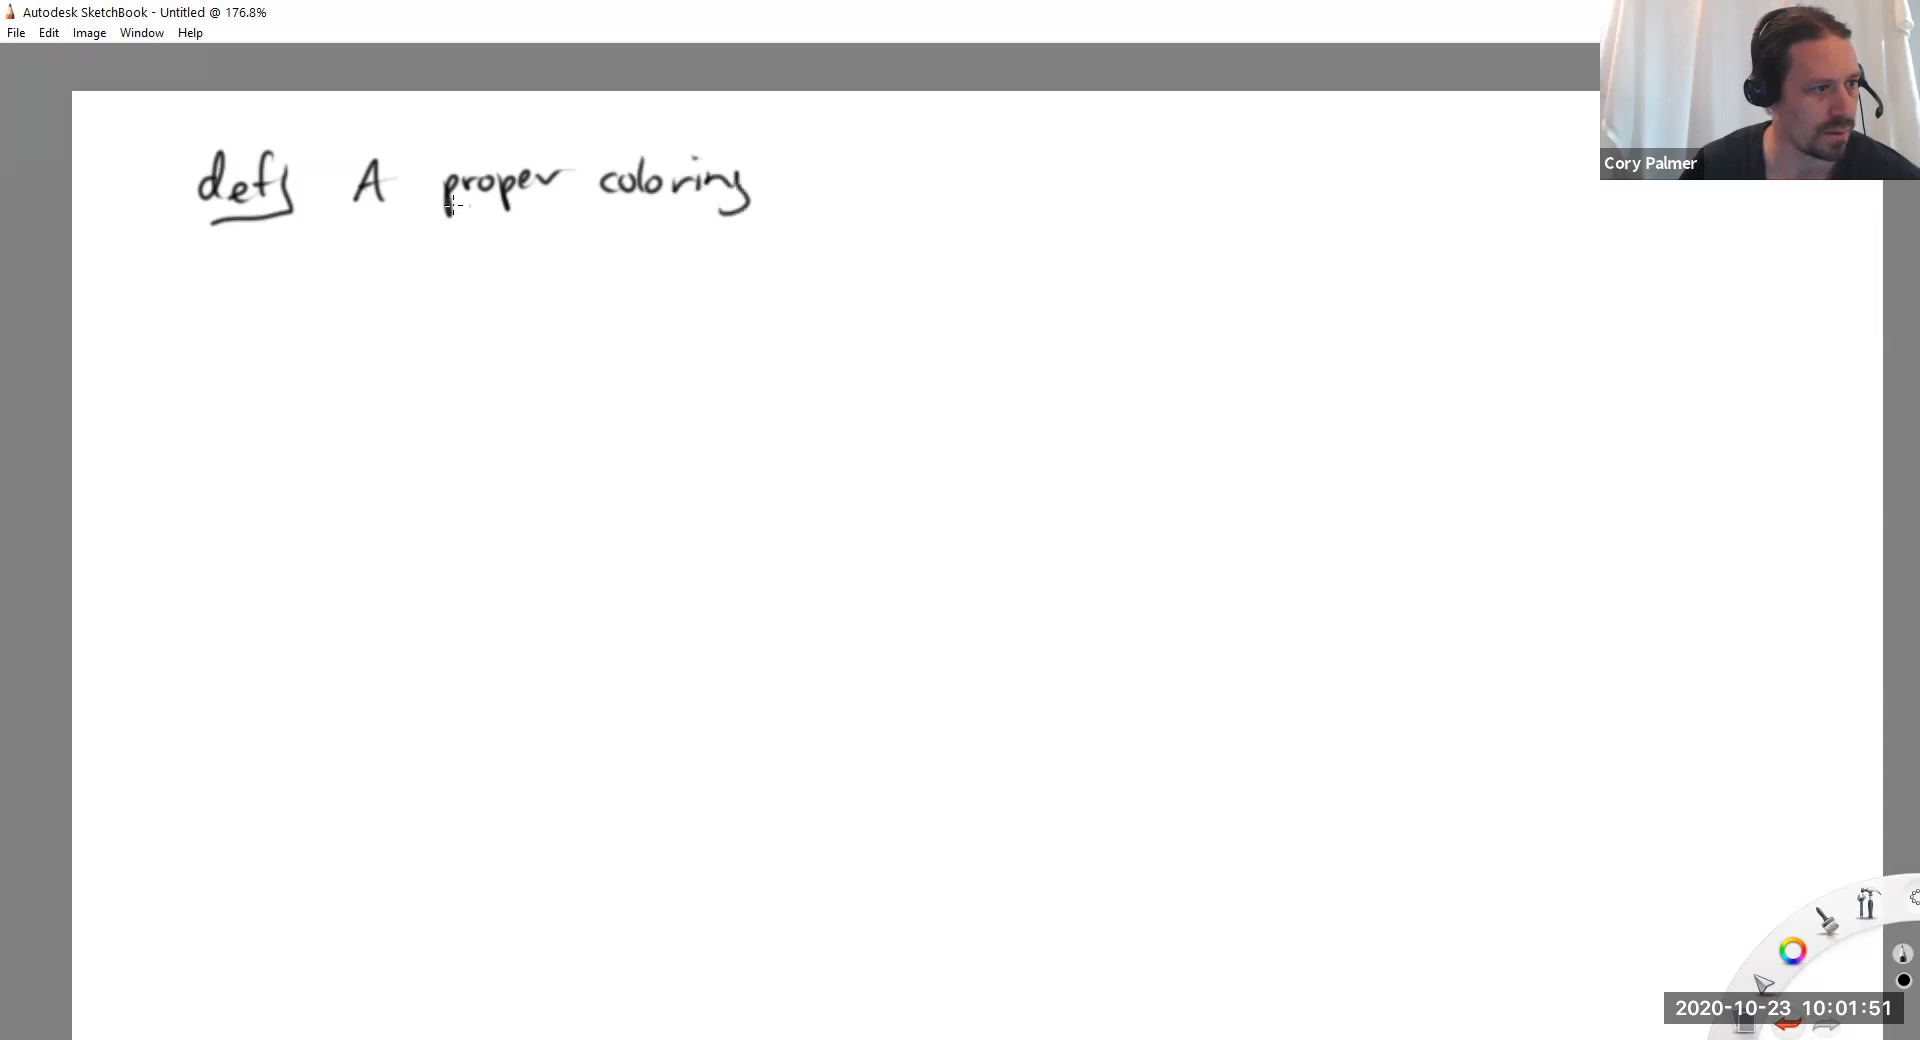 Autodesk SketchBook - Untitled @ 176.8%
File Edit Image Window Help
Cory Palmer
def A proper coloring
2020-10-23 10:01:51